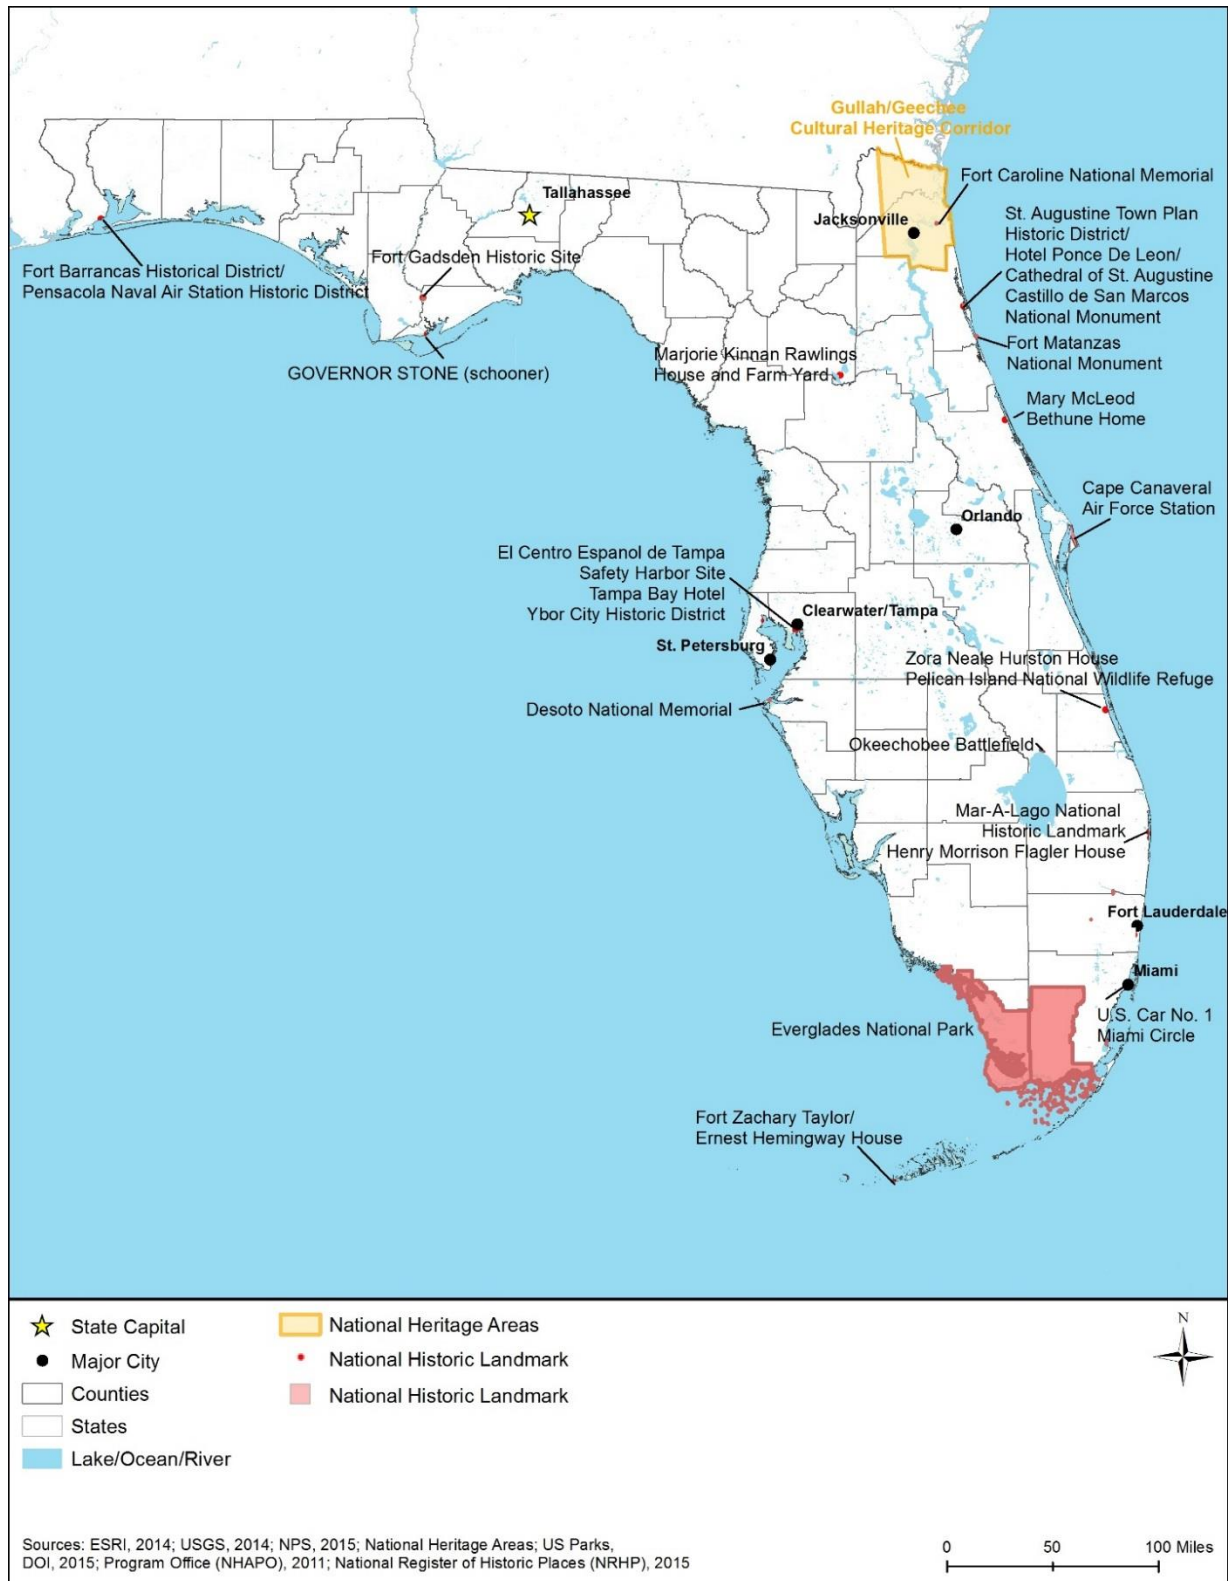 Gullah/Geechee
Cultural Heritage Corridor
Fort Caroline National Memorial
Tallahassee
Jacksonville
St. Augustine Town Plan
Historic District/
Hotel Ponce De Leon/
Cathedral of St. Augustine
Castillo de San Marcos
National Monument
Fort Barrancas Historical District/
Pensacola Naval Air Station Historic District
Fort Gadsden Historic Site
GOVERNOR STONE (schooner)
Marjorie Kinnan Rawlings
House and Farm Yard
Fort Matanzas
National Monument
Mary McLeod
Bethune Home
Cape Canaveral
Air Force Station
Orlando
El Centro Espanol de Tampa
Safety Harbor Site
Tampa Bay Hotel
Ybor City Historic District
Clearwater/Tampa
St. Petersburg
Zora Neale Hurston House
Pelican Island National Wildlife Refuge
Desoto National Memorial
Okeechobee Battlefield
Mar-A-Lago National
Historic Landmark
Henry Morrison Flagler House
Fort Lauderdale
Miami
U.S. Car No. 1
Miami Circle
Everglades National Park
Fort Zachary Taylor/
Ernest Hemingway House
State Capital
Major City
Counties
States
Lake/Ocean/River
National Heritage Areas
National Historic Landmark
National Historic Landmark
N
Sources: ESRI, 2014; USGS, 2014; NPS, 2015; National Heritage Areas; US Parks,
DOI, 2015; Program Office (NHAPO), 2011; National Register of Historic Places (NRHP), 2015
0 50 100 Miles